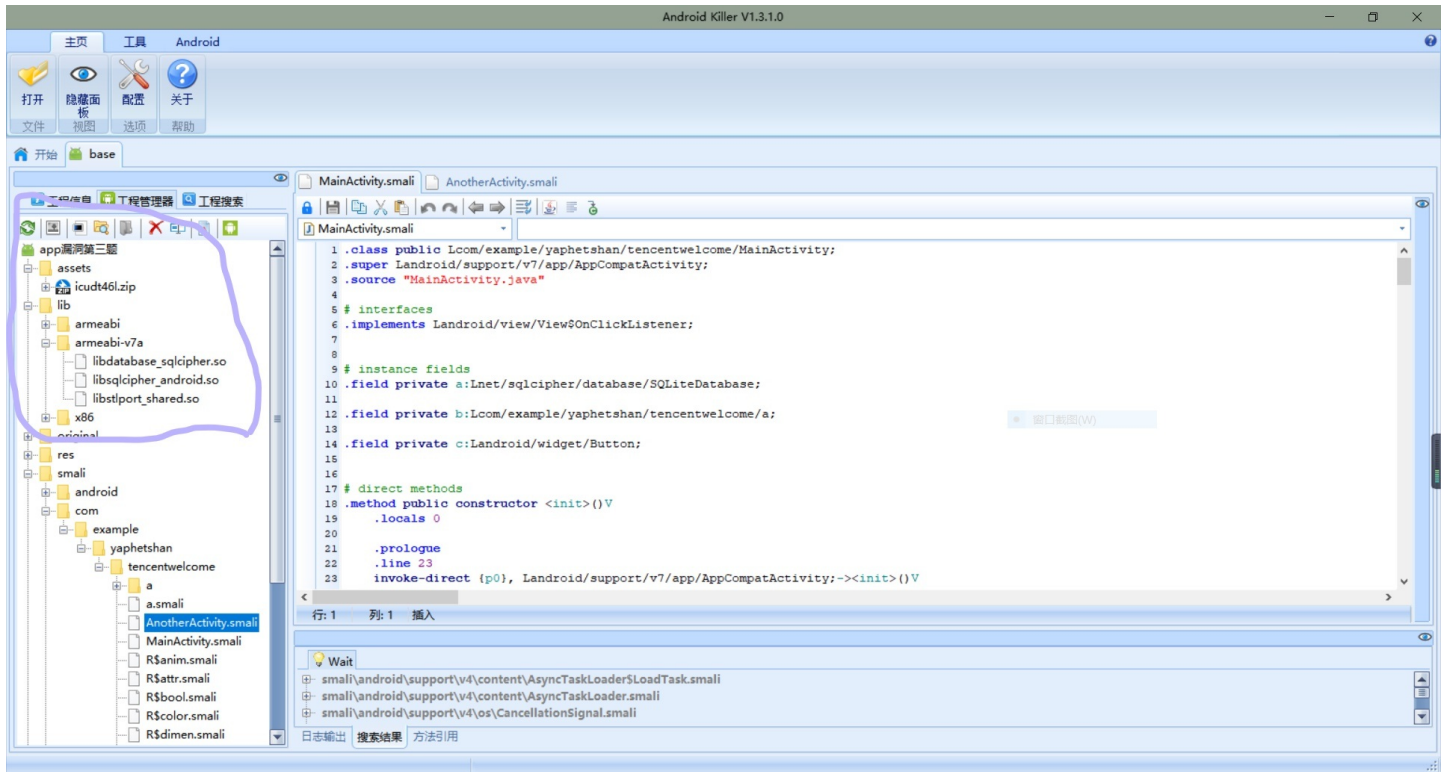 Android Killer V1.3.1.0
主页 工具 Android
打开 隐藏面板 配置 关于
文件 视图 选项 帮助
开始 base
工程信息 工程管理器 工程搜索
app漏洞第三题
assets
icudt46l.zip
lib
armeabi
armeabi-v7a
libdatabase_sqlcipher.so
libsqlcipher_android.so
libstlport_shared.so
x86
original
res
smali
android
com
example
yaphetshan
tencentwelcome
a
a.smali
AnotherActivity.smali
MainActivity.smali
R$anim.smali
R$attr.smali
R$bool.smali
R$color.smali
R$dimen.smali
MainActivity.smali AnotherActivity.smali
MainActivity.smali
1 .class public Lcom/example/yaphetshan/tencentwelcome/MainActivity;
2 .super Landroid/support/v7/app/AppCompatActivity;
3 .source "MainActivity.java"
4
5 # interfaces
6 .implements Landroid/view/View$OnClickListener;
7
8
9 # instance fields
10 .field private a:Lnet/sqlcipher/database/SQLiteDatabase;
11
12 .field private b:Lcom/example/yaphetshan/tencentwelcome/a;
13
14 .field private c:Landroid/widget/Button;
15
16
17 # direct methods
18 .method public constructor <init>()V
19 .locals 0
20
21 .prologue
22 .line 23
23 invoke-direct {p0}, Landroid/support/v7/app/AppCompatActivity;-><init>()V
窗口截图(W)
行: 1 列: 1 插入
Wait
smali\android\support\v4\content\AsyncTaskLoader$LoadTask.smali
smali\android\support\v4\content\AsyncTaskLoader.smali
smali\android\support\v4\os\CancellationSignal.smali
日志输出 搜索结果 方法引用